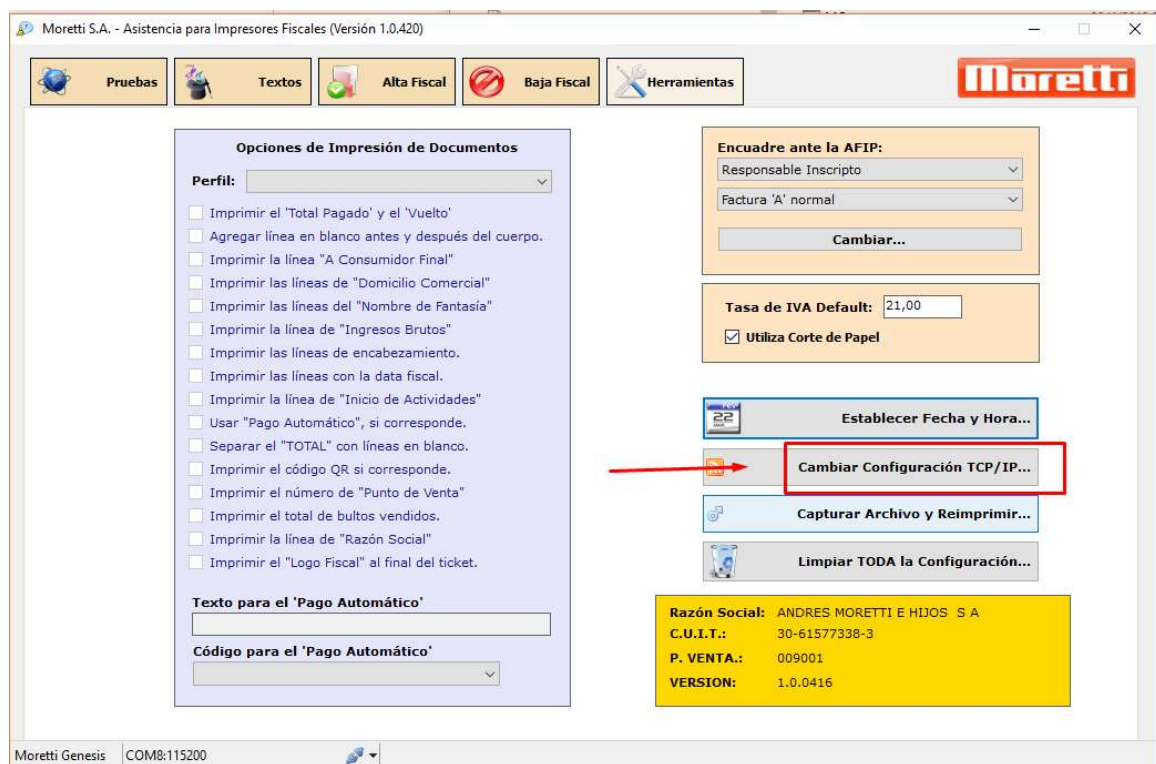 Moretti S.A. - Asistencia para Impresores Fiscales (Versión 1.0.420)
Pruebas
Textos
Alta Fiscal
Baja Fiscal
Herramientas
Moretti
Opciones de Impresión de Documentos
Perfil:
Imprimir el 'Total Pagado' y el 'Vuelto'
Agregar línea en blanco antes y después del cuerpo.
Imprimir la línea "A Consumidor Final"
Imprimir las líneas de "Domicilio Comercial"
Imprimir las líneas del "Nombre de Fantasía"
Imprimir la línea de "Ingresos Brutos"
Imprimir las líneas de encabezamiento.
Imprimir las líneas con la data fiscal.
Imprimir la línea de "Inicio de Actividades"
Usar "Pago Automático", si corresponde.
Separar el "TOTAL" con líneas en blanco.
Imprimir el código QR si corresponde.
Imprimir el número de "Punto de Venta"
Imprimir el total de bultos vendidos.
Imprimir la línea de "Razón Social"
Imprimir el "Logo Fiscal" al final del ticket.
Texto para el 'Pago Automático'
Código para el 'Pago Automático'
Encuadre ante la AFIP:
Responsable Inscripto
Factura 'A' normal
Cambiar...
Tasa de IVA Default: 21,00
Utiliza Corte de Papel
22
Establecer Fecha y Hora...
Cambiar Configuración TCP/IP...
Capturar Archivo y Reimprimir...
Limpiar TODA la Configuración...
Razón Social: ANDRES MORETTI E HIJOS S A
C.U.I.T.: 30-61577338-3
P. VENTA.: 009001
VERSION: 1.0.0416
Moretti Genesis COM8:115200